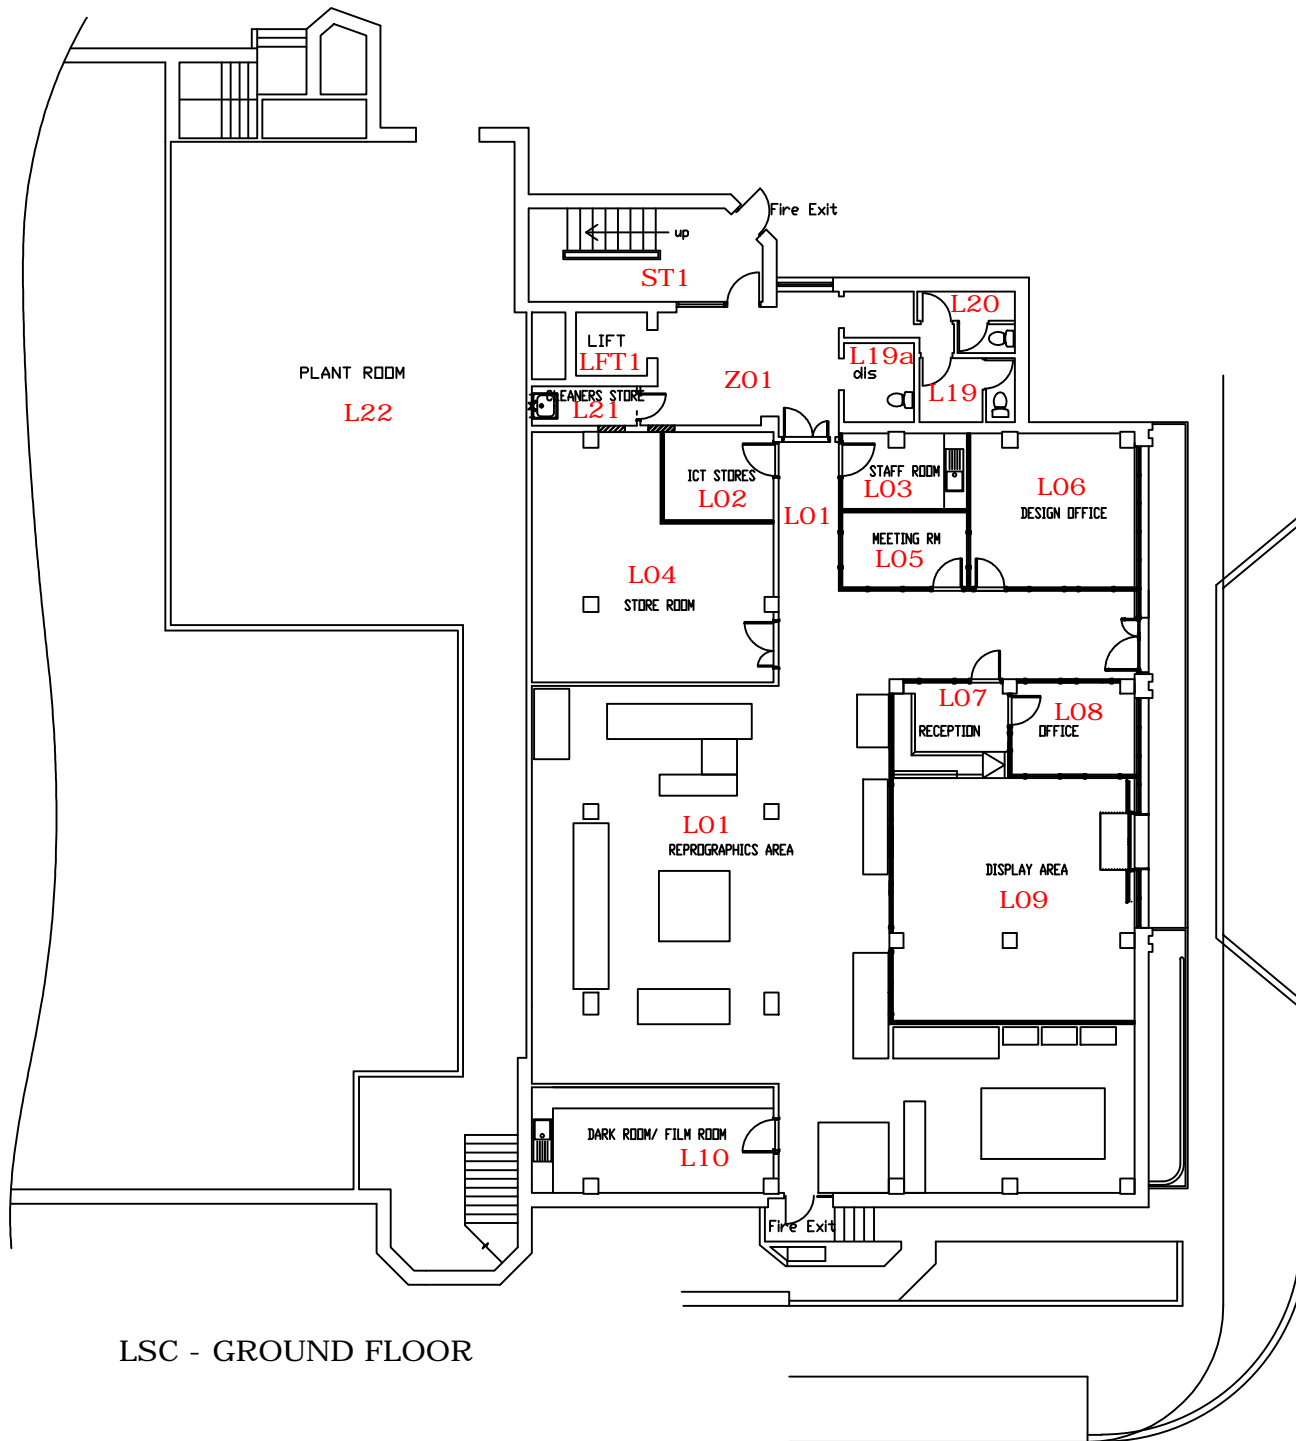 Fire Exit
up
ST1
L20
LIFT
LFT1
L19a
dis
PLANT ROOM
Z01
L19
CLEANERS STORE
L21
L22
ICT STORES
L02
STAFF ROOM
L03
L06
DESIGN OFFICE
L01
MEETING RM
L05
L04
STORE ROOM
L07
RECEPTION
L08
OFFICE
L01
REPROGRAPHICS AREA
DISPLAY AREA
L09
DARK ROOM/ FILM ROOM
L10
Fire Exit
LSC - GROUND FLOOR